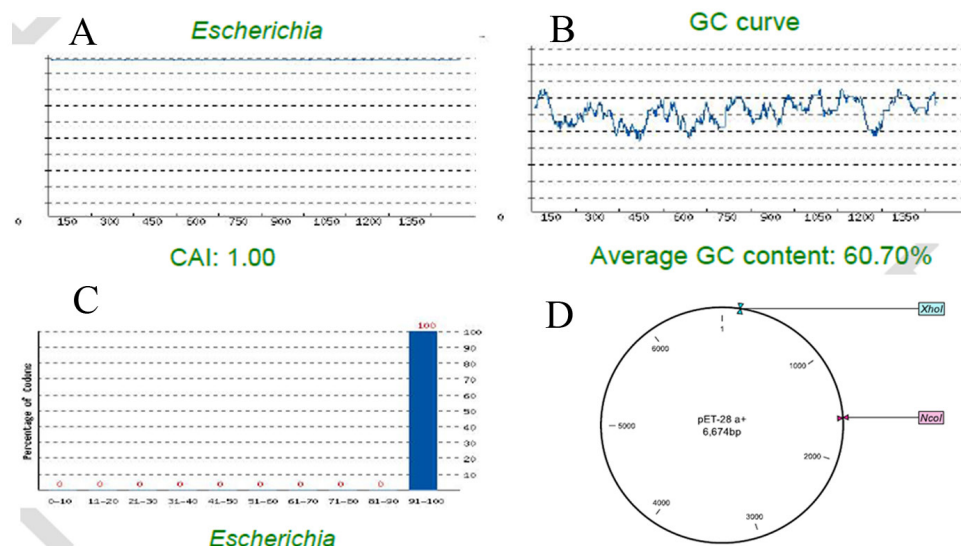 A
Escherichia
0 150 300 450 600 750 900 1050 1200 1350
CAI: 1.00
B
GC curve
0 150 300 450 600 750 900 1050 1200 1350
Average GC content: 60.70%
C
100
100
90
80
70
60
50
40
30
20
10
Percentage of Codons
0 0 0 0 0 0 0 0 0
0-10 11-20 21-30 31-40 41-50 51-60 61-70 71-80 81-90 91-100
Escherichia
D
XhoI
1
6000
1000
NcoI
pET-28 a+
6,674bp
5000
2000
4000
3000